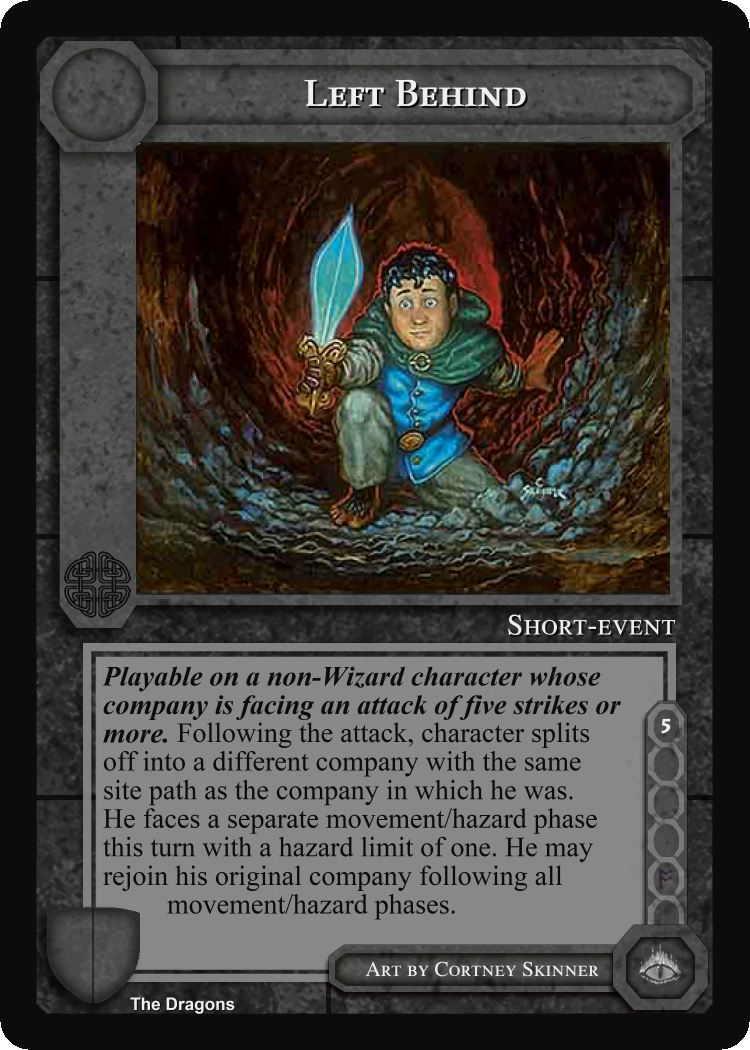 Left Behind
C
Skinner
Short-event
Playable on a non-Wizard character whose
company is facing an attack of five strikes or
more. Following the attack, character splits
off into a different company with the same
site path as the company in which he was.
He faces a separate movement/hazard phase
this turn with a hazard limit of one. He may
rejoin his original company following all
movement/hazard phases.
5
Art by Cortney Skinner
The Dragons